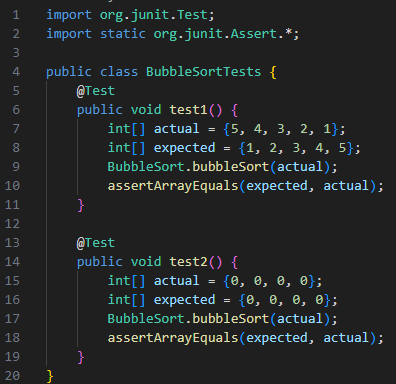 1 import org.junit.Test;
2 import static org.junit.Assert.*;
3
4 public class BubbleSortTests {
5     @Test
6     public void test1() {
7         int[] actual = {5, 4, 3, 2, 1};
8         int[] expected = {1, 2, 3, 4, 5};
9         BubbleSort.bubbleSort(actual);
10         assertArrayEquals(expected, actual);
11     }
12
13     @Test
14     public void test2() {
15         int[] actual = {0, 0, 0, 0};
16         int[] expected = {0, 0, 0, 0};
17         BubbleSort.bubbleSort(actual);
18         assertArrayEquals(expected, actual);
19     }
20 }